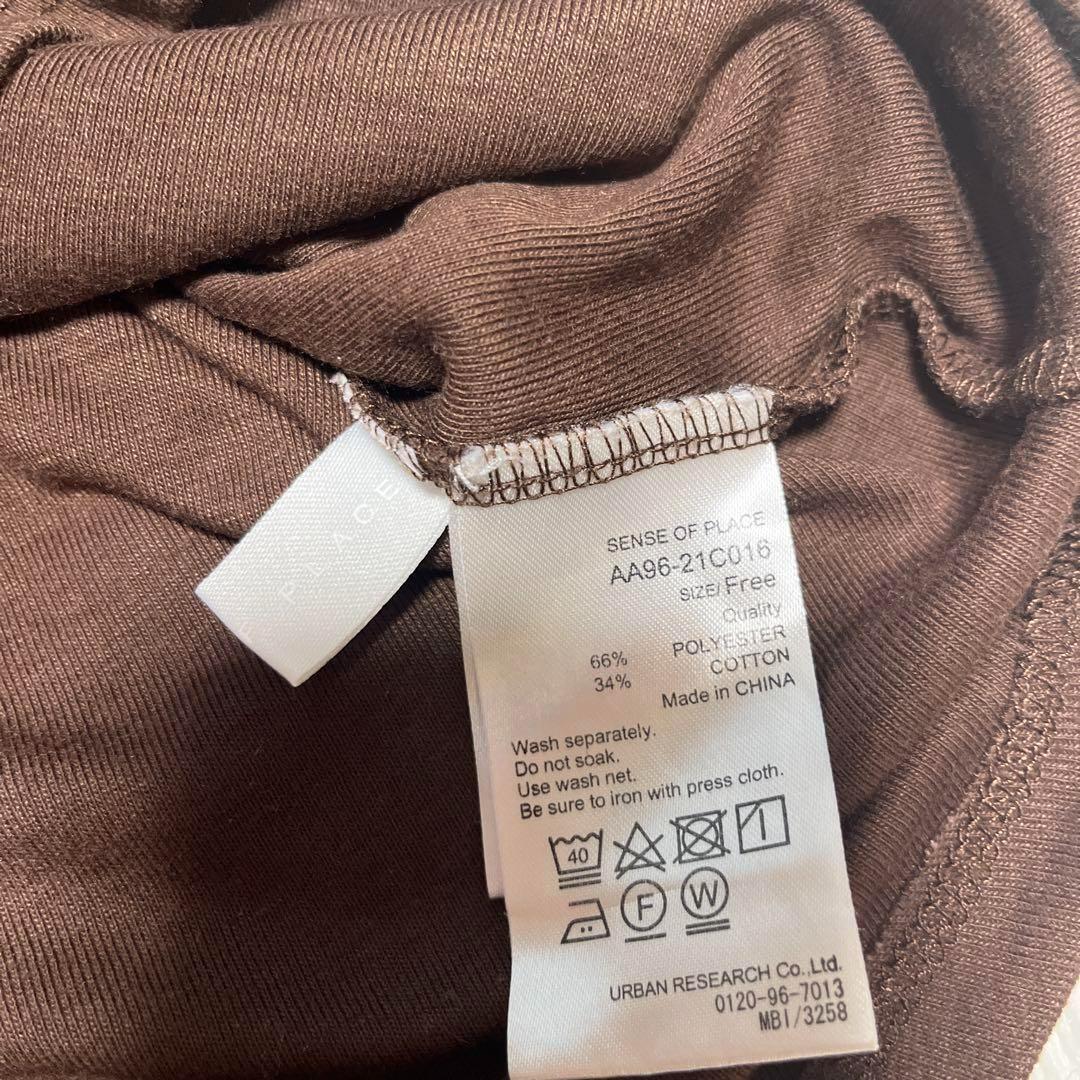 PLACE
SENSE OF PLACE
AA96-21C016
SIZE/Free
Quality
66% POLYESTER
34% COTTON
Made in CHINA
Wash separately.
Do not soak.
Use wash net.
Be sure to iron with press cloth.
40
F W
URBAN RESEARCH Co.,Ltd.
0120-96-7013
MBI/3258